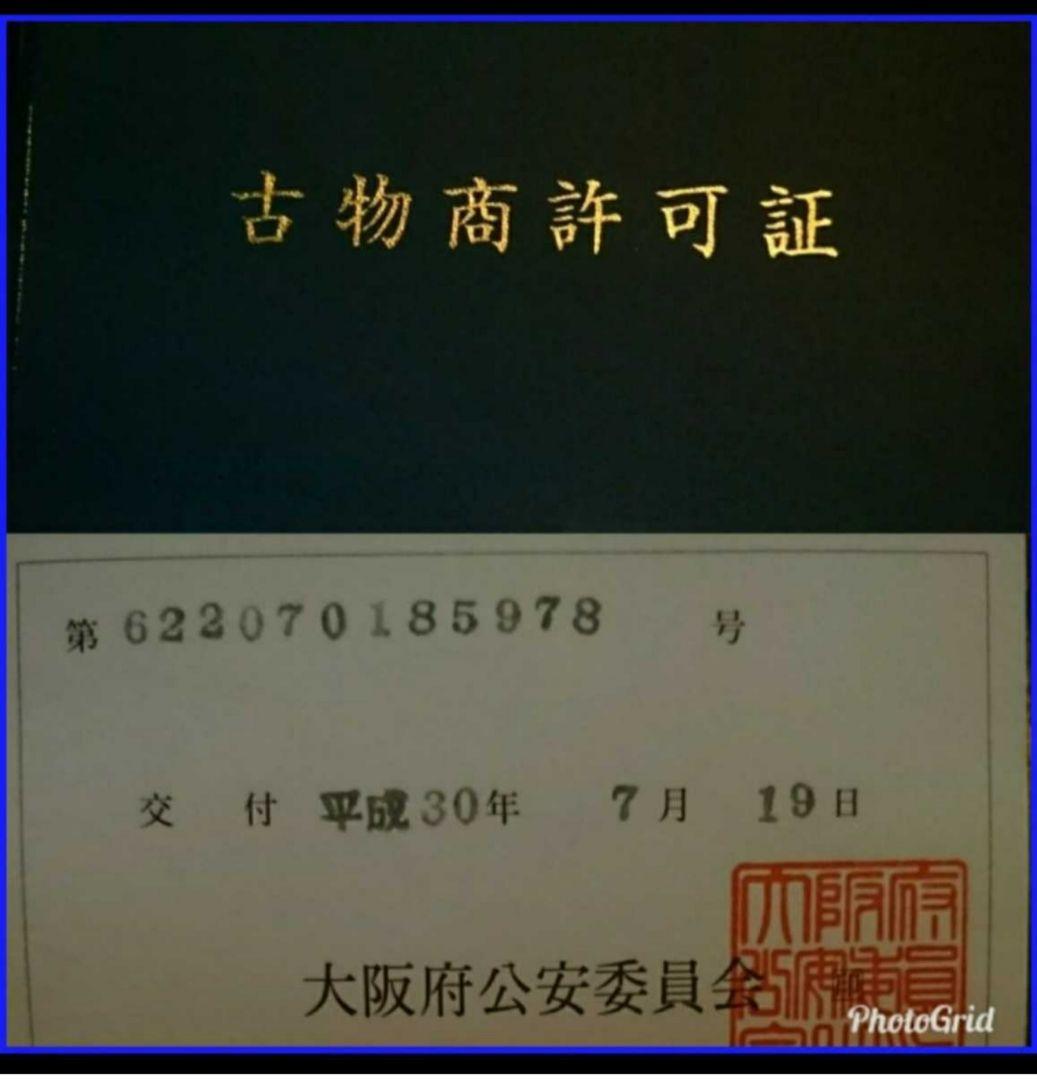 古物商許可証
第 622070185978 号
交付 平成30年 7月 19日
大阪府公安委員会
PhotoGrid